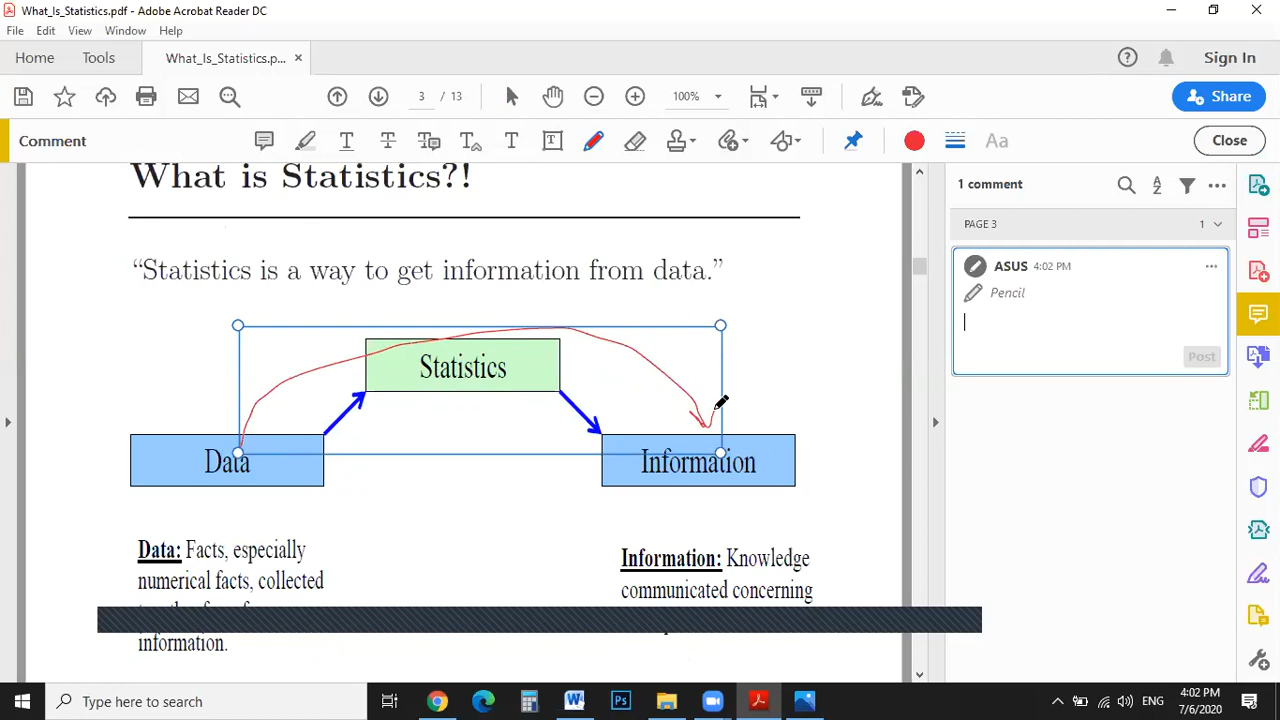 What_Is_Statistics.pdf - Adobe Acrobat Reader DC
File Edit View Window Help
Home Tools What_Is_Statistics.p... × Sign In
3 / 13 100% Share
Comment Aa Close
What is Statistics?!
1 comment
PAGE 3 1
“Statistics is a way to get information from data.”
ASUS 4:02 PM
Pencil
Post
Statistics
Data Information
Data: Facts, especially
numerical facts, collected
information.
Information: Knowledge
communicated concerning
Type here to search
ENG
4:02 PM
7/6/2020